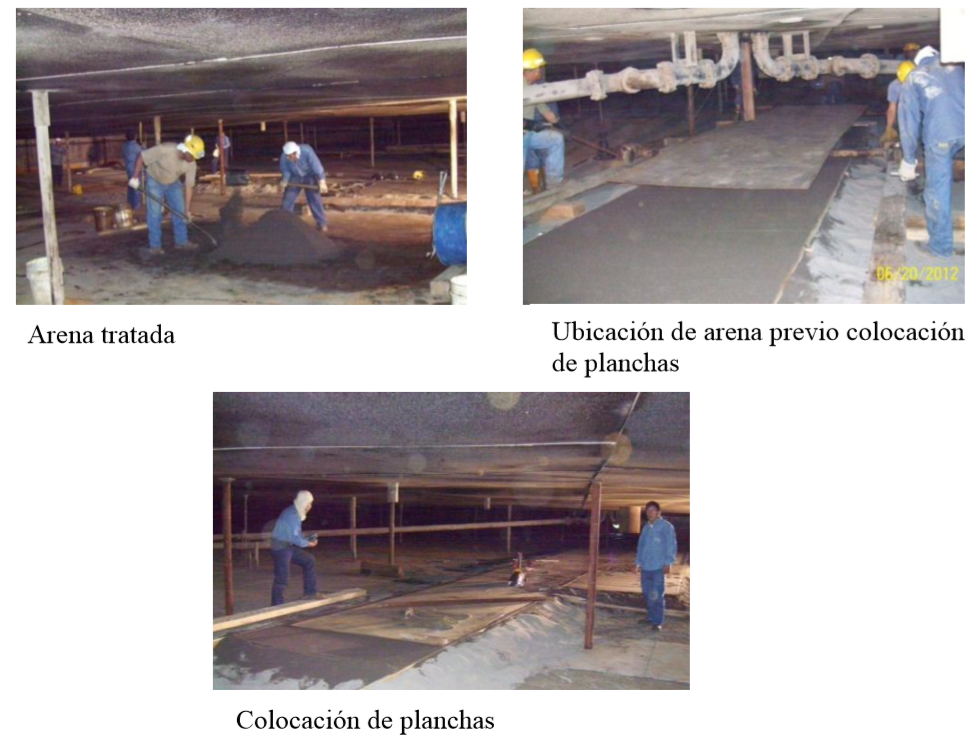 Arena tratada
Ubicación de arena previo colocación
de planchas
06/20/2012
Colocación de planchas